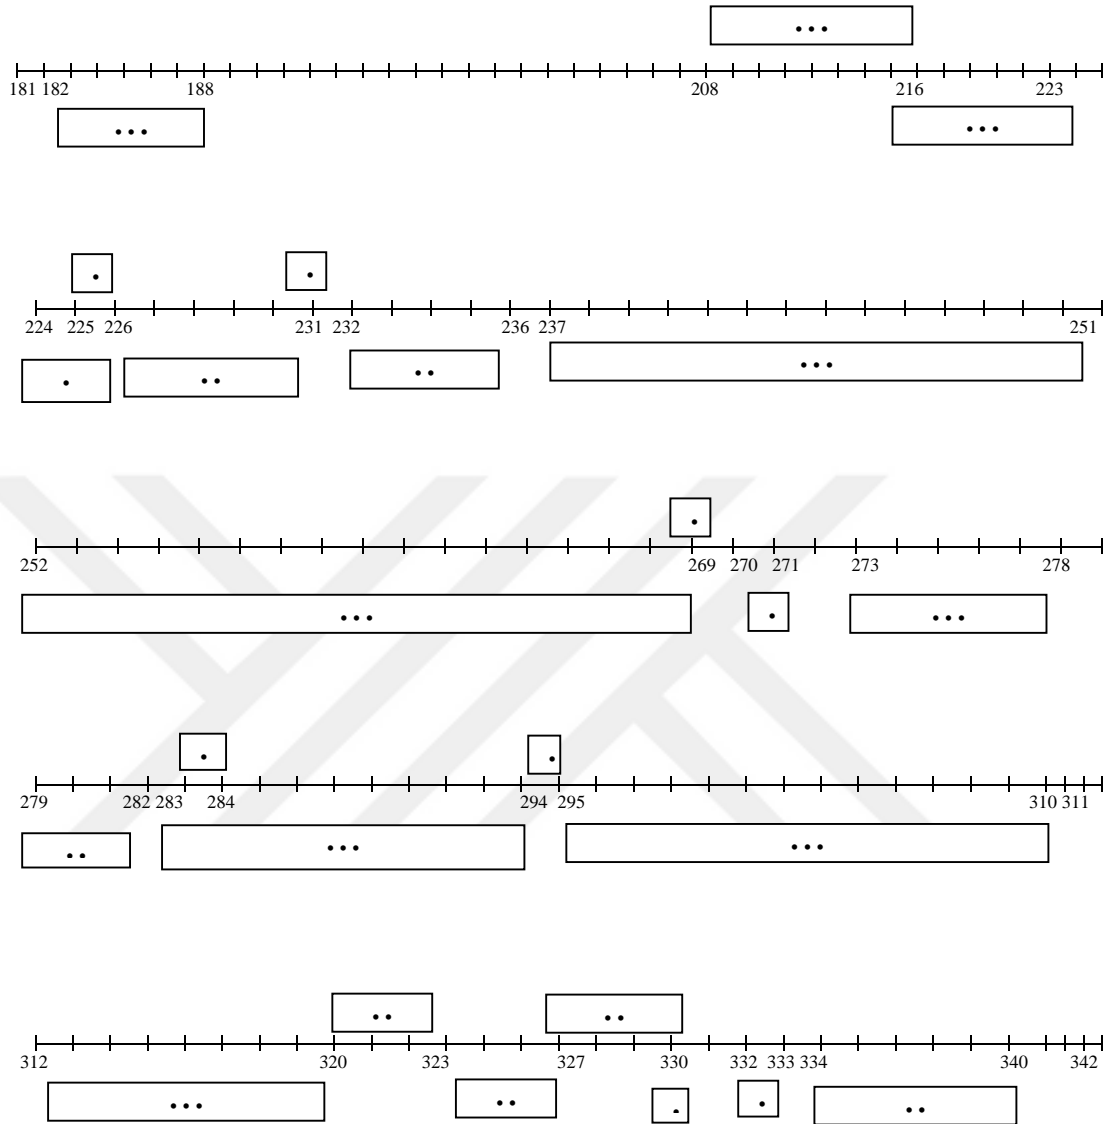 ...
181 182 188 208 216 223
... ...
. .
224 225 226 231 232 236 237 251
. .. .. ...
.
252 269 270 271 273 278
... . ...
. .
279 282 283 284 294 295 310 311
.. ... ...
.. ..
312 320 323 327 330 332 333 334 340 342
... .. . . ..